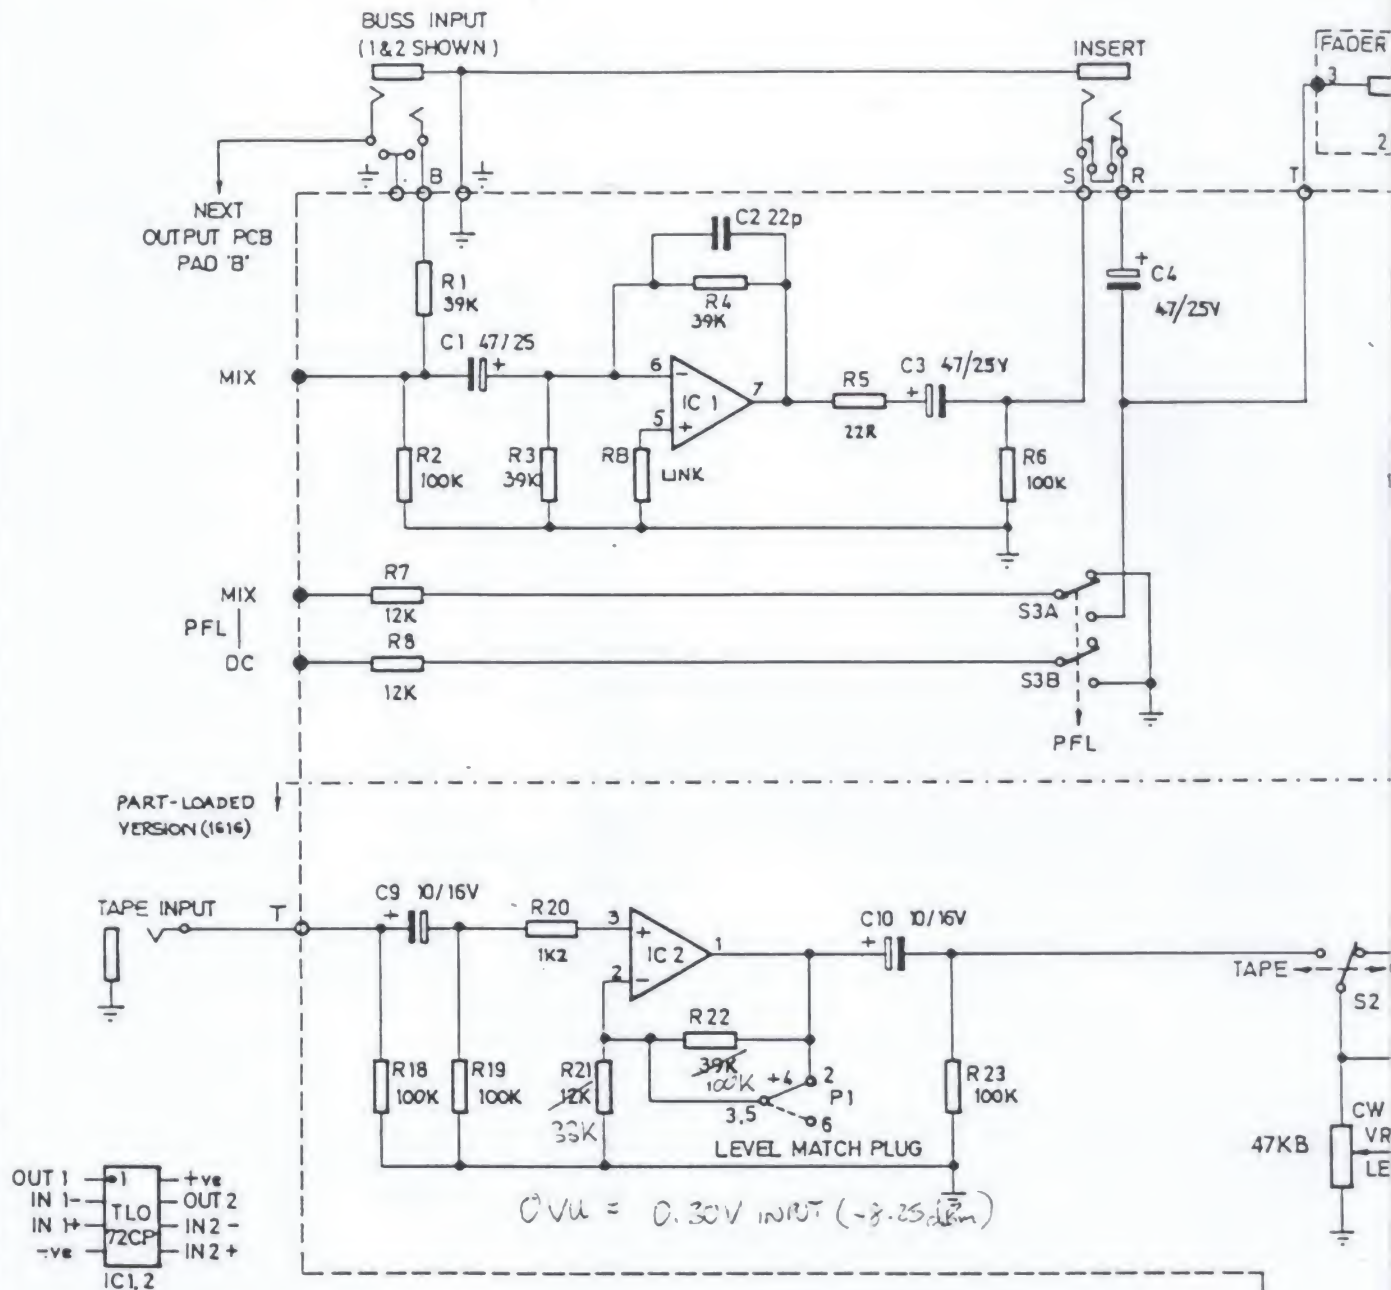 BUSS INPUT
(1&2 SHOWN)
INSERT
FADER
3
2
B
S
R
T
NEXT
OUTPUT PCB
PAD 'B'
C2 22p
R1
39K
R4
39K
+
C4
47/25V
C1 47/25
+
MIX
6
-
IC 1
7
5
+
R5
22R
C3 47/25V
+
R2
100K
R3
39K
RB
LINK
R6
100K
MIX
R7
12K
S3A
PFL
DC
R8
12K
S3B
PFL
PART-LOADED
VERSION (1616)
TAPE INPUT
T
C9 10/16V
+
R20
1K2
3
+
IC 2
1
2
-
C10 10/16V
+
TAPE
S2
R22
39K
100K
+4
2
P1
3,5
6
R18
100K
R19
100K
R21
12K
33K
R23
100K
LEVEL MATCH PLUG
47KB
CW
VR
LE
OUT 1
IN 1-
IN 1+
-ve
1
TLO
72CP
+ve
OUT 2
IN 2 -
IN 2 +
IC1, 2
0VU = 0.30V INPUT (-8.25dBm)